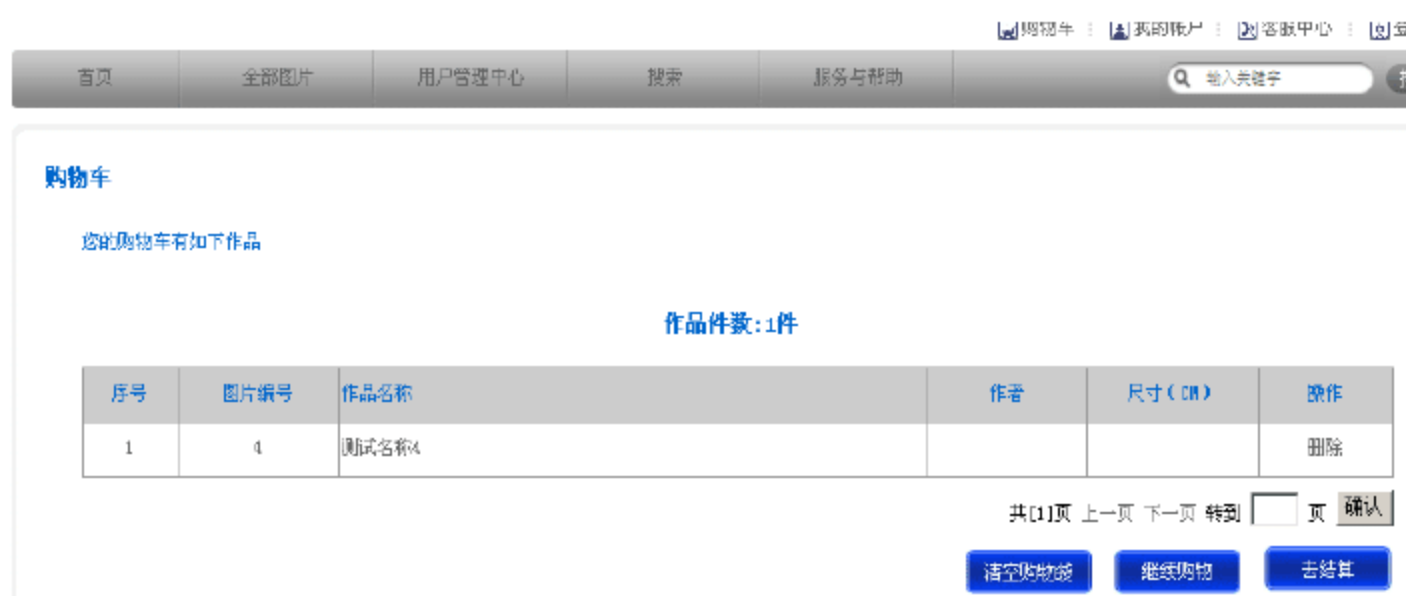 购物车 我的帐户 客服中心
首页 全部图片 用户管理中心 搜索 服务与帮助 输入关键字
购物车
您的购物车有如下作品
作品件数:1件
序号 图片编号 作品名称 作者 尺寸(CM) 操作
1 4 测试名称4 删除
共[1]页 上一页 下一页 转到 页 确认
清空购物袋 继续购物 去结算